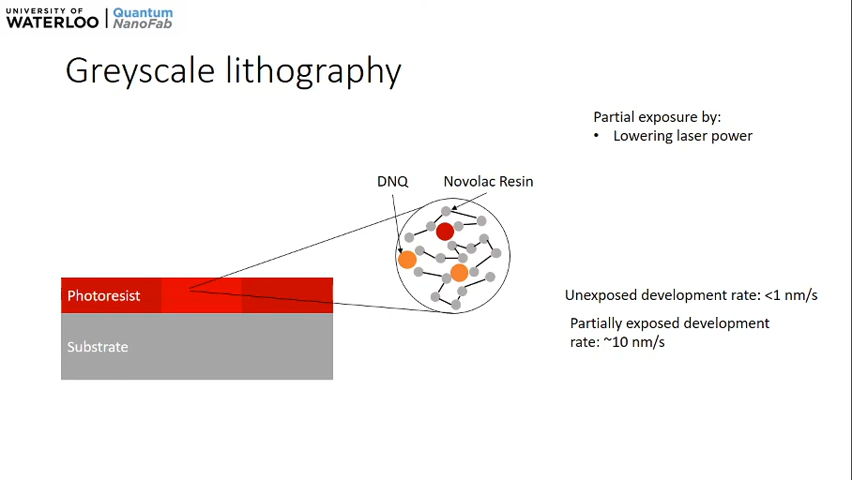 UNIVERSITY OF
WATERLOO
Quantum
NanoFab
Greyscale lithography
Partial exposure by:
• Lowering laser power
DNQ
Novolac Resin
Photoresist
Substrate
Unexposed development rate: <1 nm/s
Partially exposed development
rate: ~10 nm/s